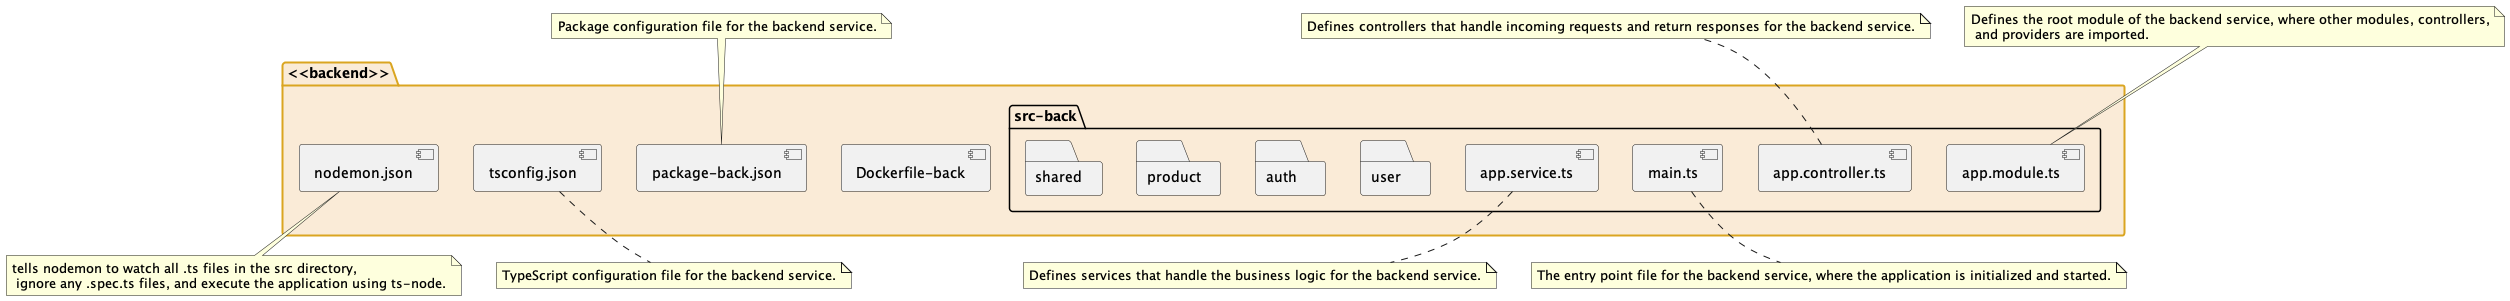 Package configuration file for the backend service.
Defines controllers that handle incoming requests and return responses for the backend service.
Defines the root module of the backend service, where other modules, controllers,
and providers are imported.
<<backend>>
src-back
nodemon.json
tsconfig.json
package-back.json
Dockerfile-back
shared
product
auth
user
app.service.ts
main.ts
app.controller.ts
app.module.ts
tells nodemon to watch all .ts files in the src directory,
ignore any .spec.ts files, and execute the application using ts-node.
TypeScript configuration file for the backend service.
Defines services that handle the business logic for the backend service.
The entry point file for the backend service, where the application is initialized and started.